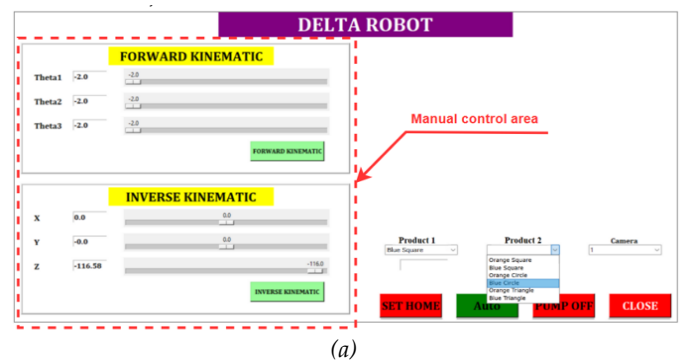 DELTA ROBOT
FORWARD KINEMATIC
Theta1 -2.0 -2.0
Theta2 -2.0 -2.0
Theta3 -2.0 -2.0
FORWARD KINEMATIC
Manual control area
INVERSE KINEMATIC
X 0.0 0.0
Y -0.0 0.0
Z -116.58 -116.0
INVERSE KINEMATIC
Product 1 Product 2 Camera
Blue Square 1
Orange Square
Blue Square
Orange Circle
Blue Circle
Orange Triangle
Blue Triangle
SET HOME Auto PUMP OFF CLOSE
(a)